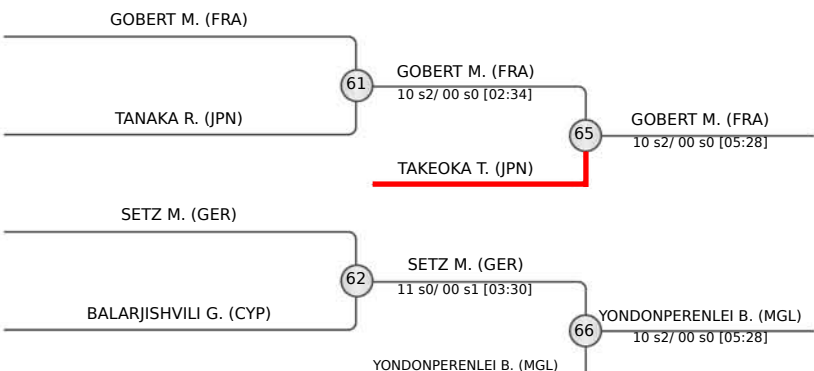 GOBERT M. (FRA)
61
GOBERT M. (FRA)
10 s2/ 00 s0 [02:34]
TANAKA R. (JPN)
65
GOBERT M. (FRA)
10 s2/ 00 s0 [05:28]
TAKEOKA T. (JPN)
SETZ M. (GER)
62
SETZ M. (GER)
11 s0/ 00 s1 [03:30]
BALARJISHVILI G. (CYP)
66
YONDONPERENLEI B. (MGL)
10 s2/ 00 s0 [05:28]
YONDONPERENLEI B. (MGL)